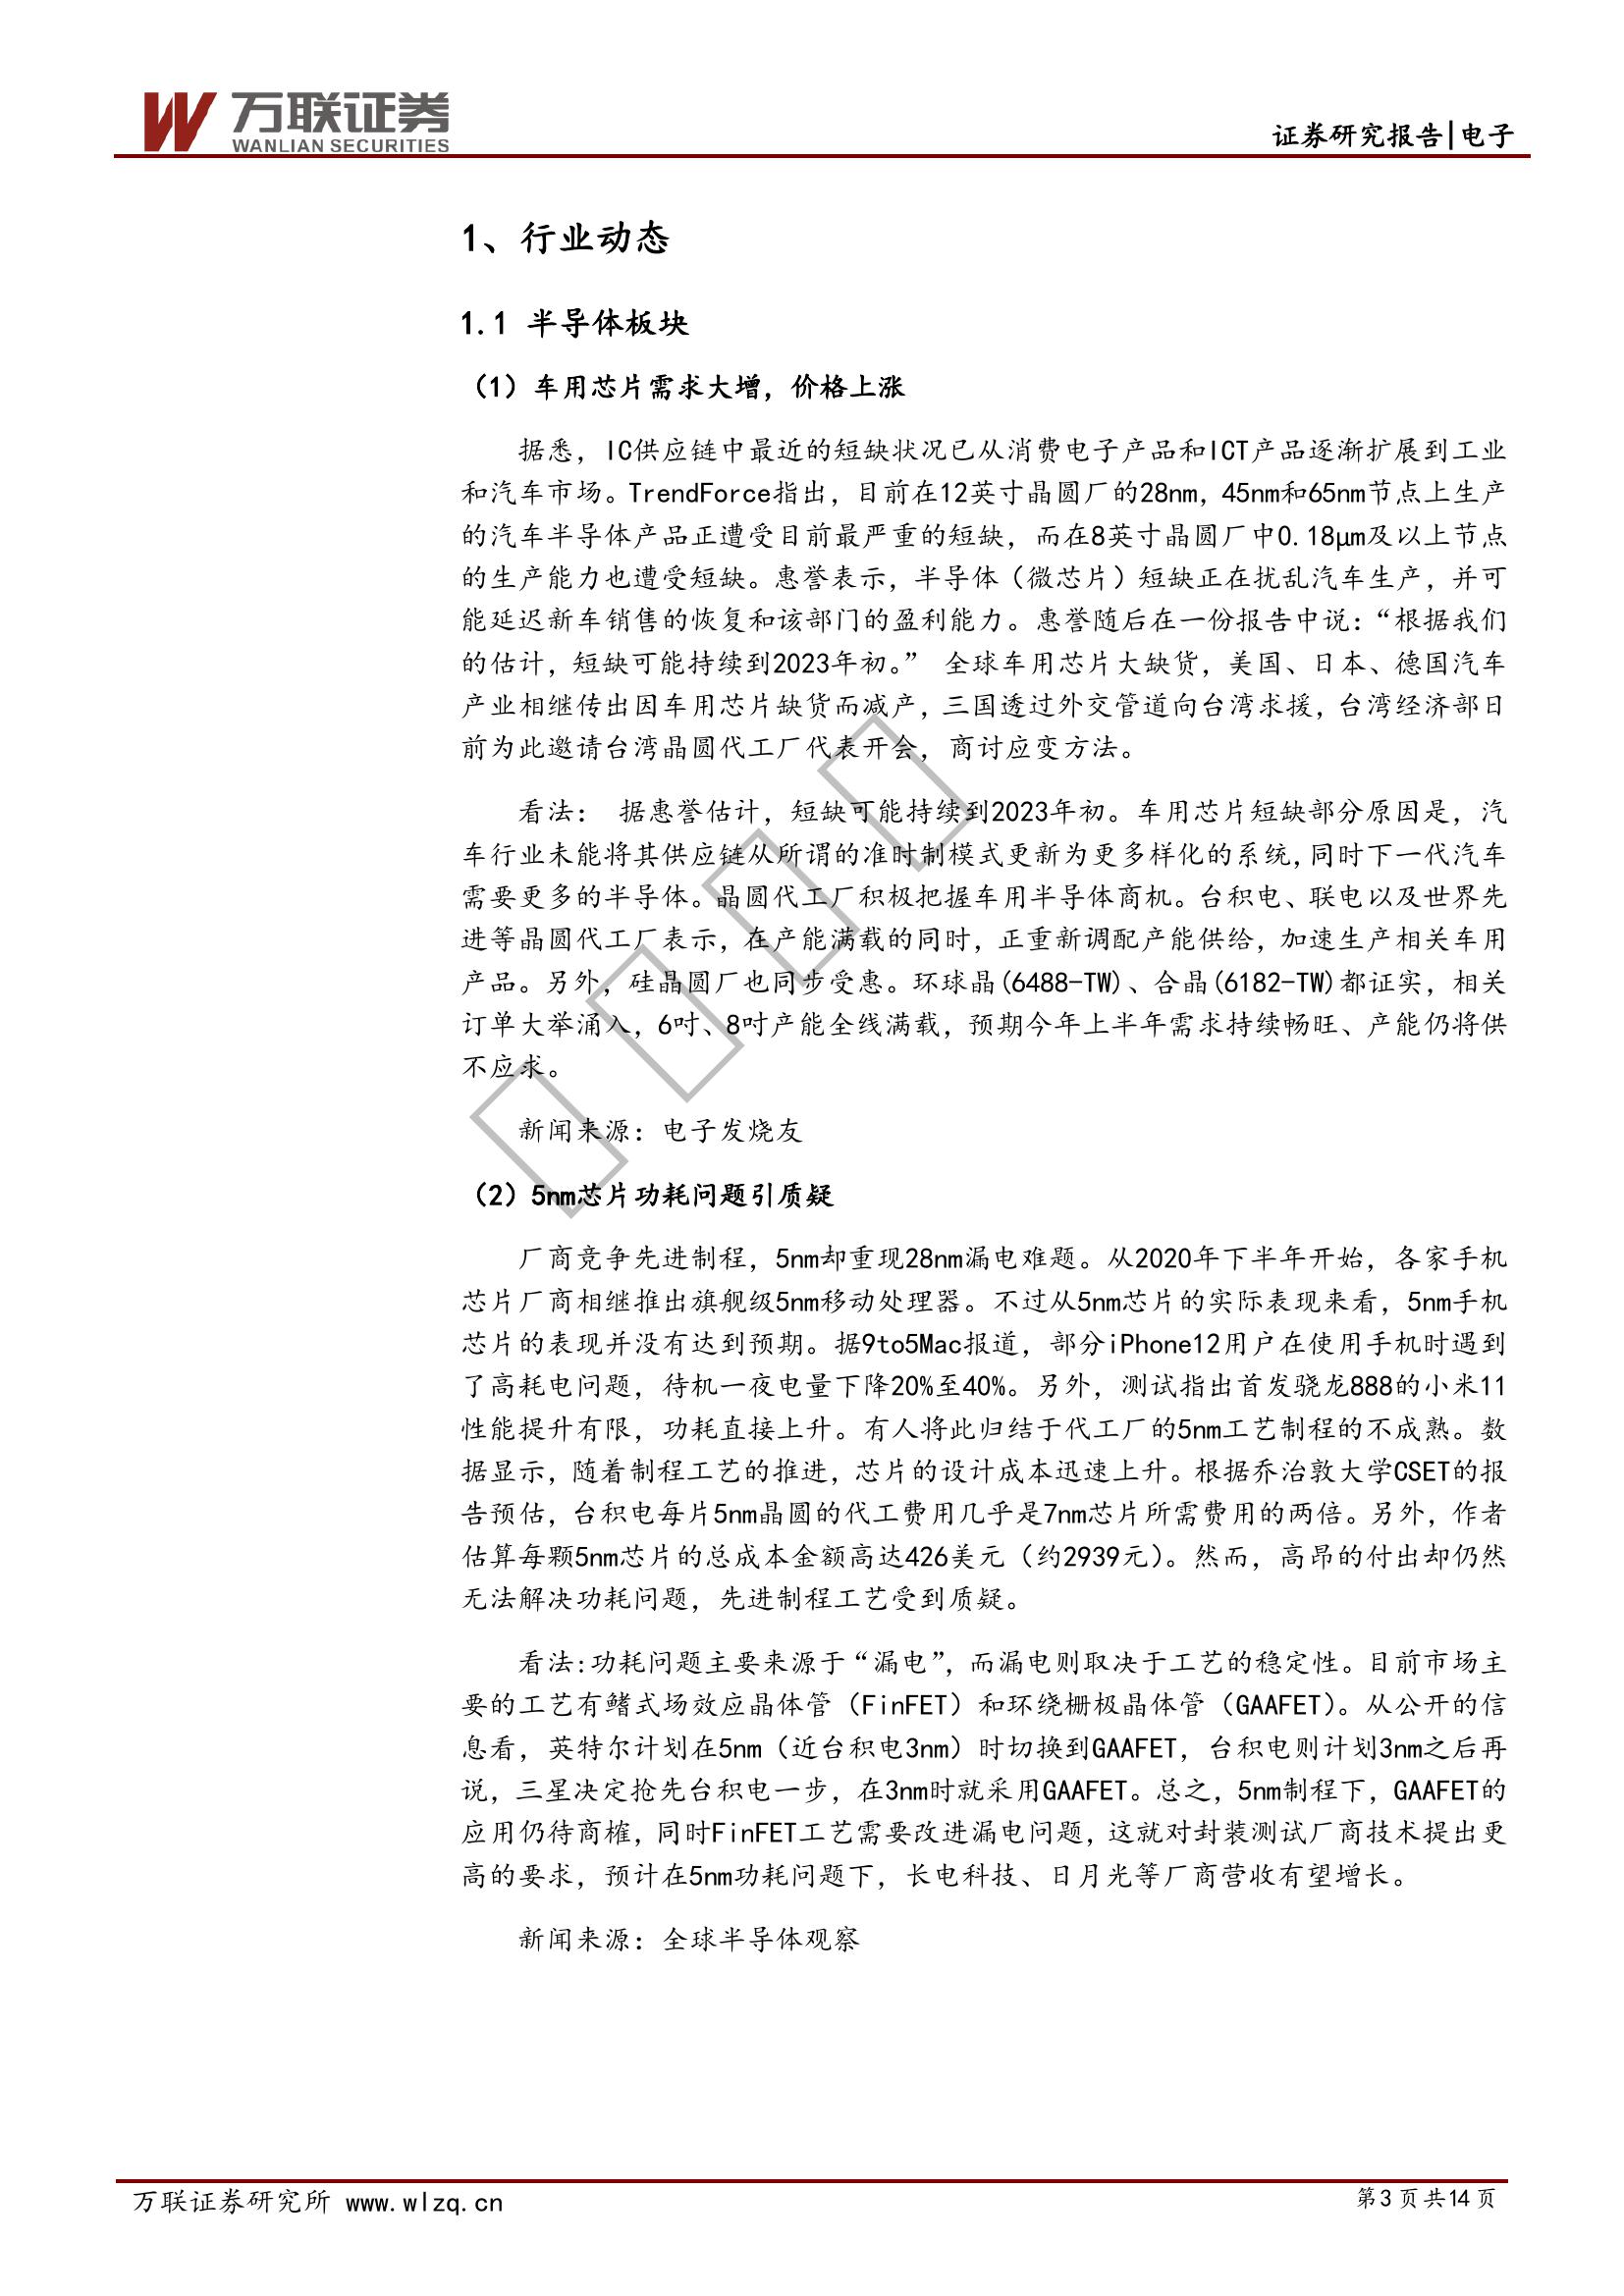 万联证券
WANLIAN SECURITIES
证券研究报告|电子
1、行业动态
1.1 半导体板块
（1）车用芯片需求大增，价格上涨
据悉，IC供应链中最近的短缺状况已从消费电子产品和ICT产品逐渐扩展到工业
和汽车市场。TrendForce指出，目前在12英寸晶圆厂的28nm，45nm和65nm节点上生产
的汽车半导体产品正遭受目前最严重的短缺，而在8英寸晶圆厂中0.18μm及以上节点
的生产能力也遭受短缺。惠誉表示，半导体（微芯片）短缺正在扰乱汽车生产，并可
能延迟新车销售的恢复和该部门的盈利能力。惠誉随后在一份报告中说：“根据我们
的估计，短缺可能持续到2023年初。” 全球车用芯片大缺货，美国、日本、德国汽车
产业相继传出因车用芯片缺货而减产，三国透过外交管道向台湾求援，台湾经济部日
前为此邀请台湾晶圆代工厂代表开会，商讨应变方法。
看法： 据惠誉估计，短缺可能持续到2023年初。车用芯片短缺部分原因是，汽
车行业未能将其供应链从所谓的准时制模式更新为更多样化的系统，同时下一代汽车
需要更多的半导体。晶圆代工厂积极把握车用半导体商机。台积电、联电以及世界先
进等晶圆代工厂表示，在产能满载的同时，正重新调配产能供给，加速生产相关车用
产品。另外，硅晶圆厂也同步受惠。环球晶(6488-TW)、合晶(6182-TW)都证实，相关
订单大举涌入，6吋、8吋产能全线满载，预期今年上半年需求持续畅旺、产能仍将供
不应求。
新闻来源：电子发烧友
（2）5nm芯片功耗问题引质疑
厂商竞争先进制程，5nm却重现28nm漏电难题。从2020年下半年开始，各家手机
芯片厂商相继推出旗舰级5nm移动处理器。不过从5nm芯片的实际表现来看，5nm手机
芯片的表现并没有达到预期。据9to5Mac报道，部分iPhone12用户在使用手机时遇到
了高耗电问题，待机一夜电量下降20%至40%。另外，测试指出首发骁龙888的小米11
性能提升有限，功耗直接上升。有人将此归结于代工厂的5nm工艺制程的不成熟。数
据显示，随着制程工艺的推进，芯片的设计成本迅速上升。根据乔治敦大学CSET的报
告预估，台积电每片5nm晶圆的代工费用几乎是7nm芯片所需费用的两倍。另外，作者
估算每颗5nm芯片的总成本金额高达426美元（约2939元）。然而，高昂的付出却仍然
无法解决功耗问题，先进制程工艺受到质疑。
看法:功耗问题主要来源于“漏电”，而漏电则取决于工艺的稳定性。目前市场主
要的工艺有鳍式场效应晶体管（FinFET）和环绕栅极晶体管（GAAFET）。从公开的信
息看，英特尔计划在5nm（近台积电3nm）时切换到GAAFET，台积电则计划3nm之后再
说，三星决定抢先台积电一步，在3nm时就采用GAAFET。总之，5nm制程下，GAAFET的
应用仍待商榷，同时FinFET工艺需要改进漏电问题，这就对封装测试厂商技术提出更
高的要求，预计在5nm功耗问题下，长电科技、日月光等厂商营收有望增长。
新闻来源：全球半导体观察
万联证券研究所 www.wlzq.cn
第 3 页 共 14 页